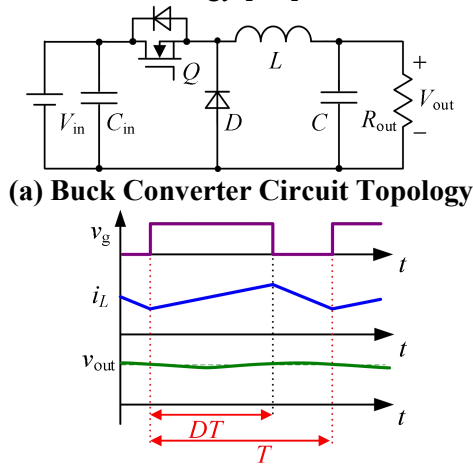 Q
L
V_in
C_in
D
C
R_out
+
V_out
−
(a) Buck Converter Circuit Topology
v_g
t
i_L
t
v_out
t
DT
T